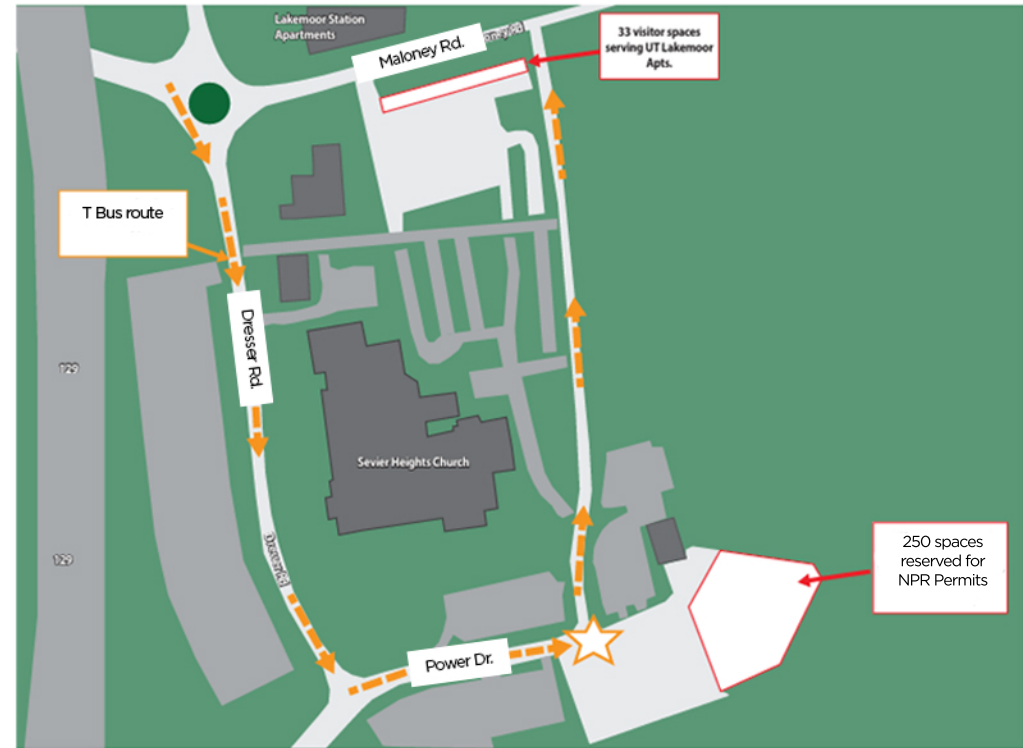 Lakemoor Station
Apartments
Maloney Rd.
33 visitor spaces
serving UT Lakemoor
Apts.
T Bus route
Dresser Rd.
129
Sevier Heights Church
129
250 spaces
reserved for
NPR Permits
Power Dr.